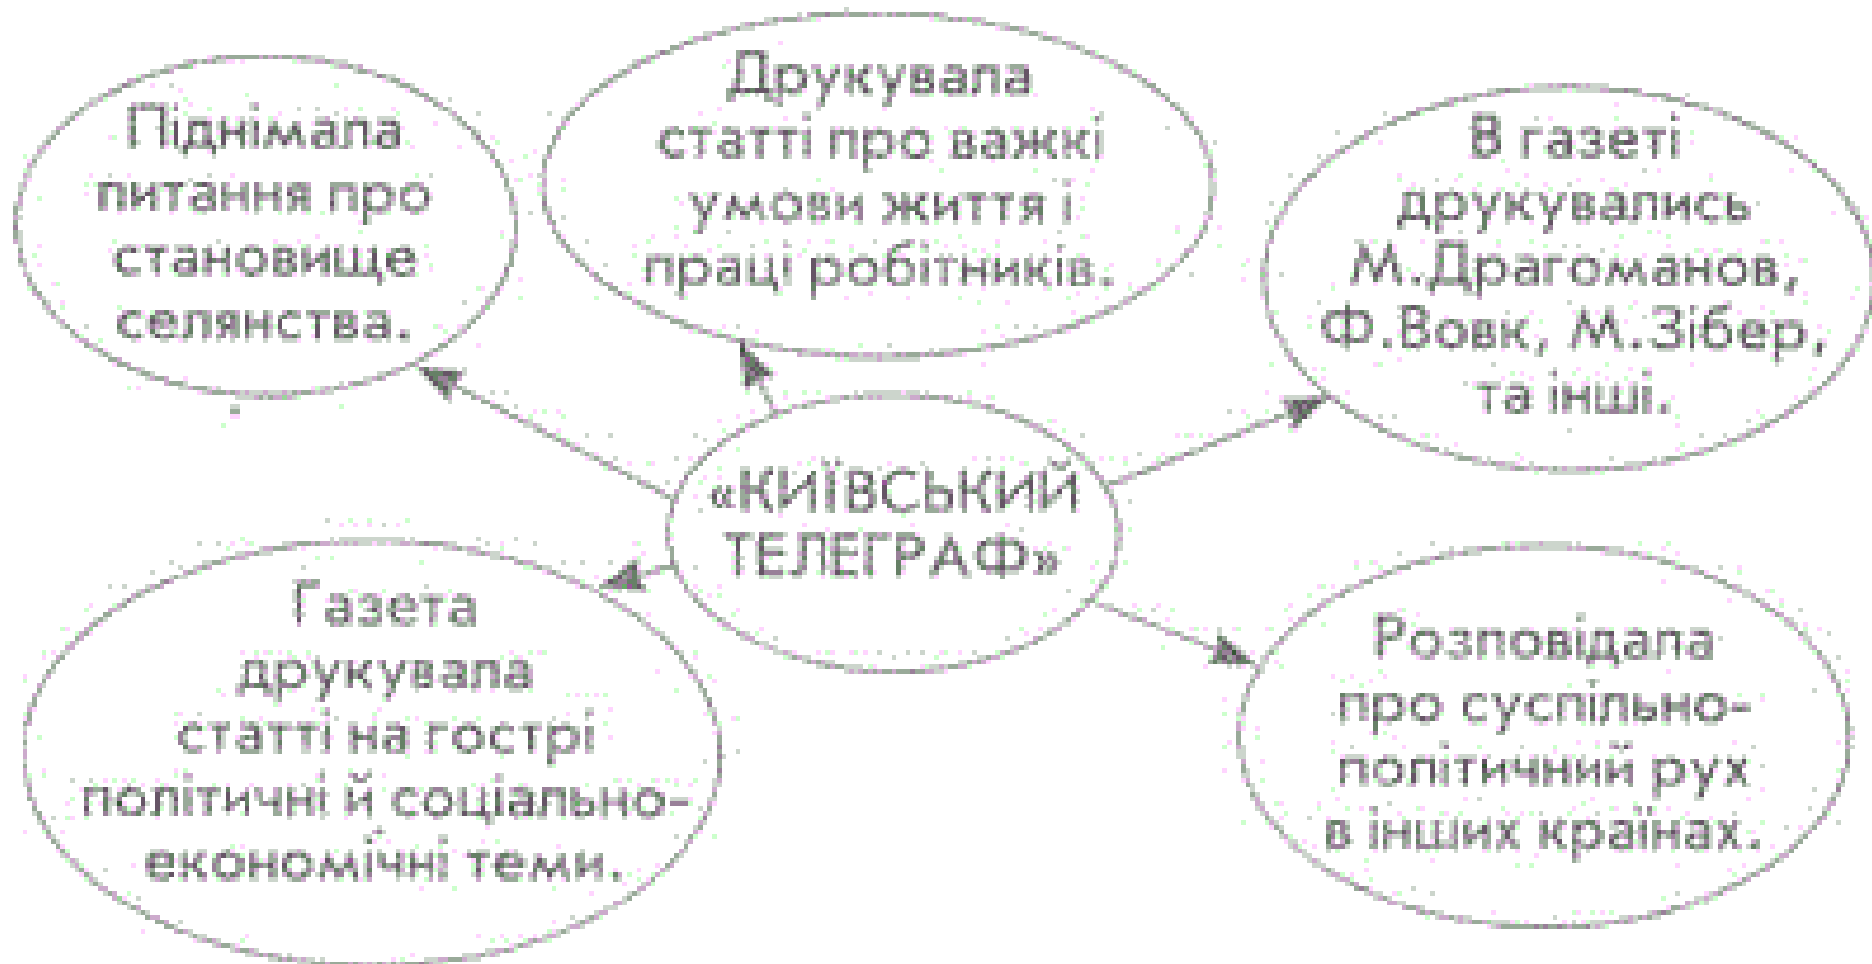 Піднімала
питання про
становище
селянства.
Друкувала
статті про важкі
умови життя і
праці робітників.
В газеті
друкувались
М.Драгоманов,
Ф.Вовк, М.Зібер,
та інші.
«КИЇВСЬКИЙ
ТЕЛЕГРАФ»
Газета
друкувала
статті на гострі
політичні й соціально-
економічні теми.
Розповідала
про суспільно-
політичний рух
в інших країнах.